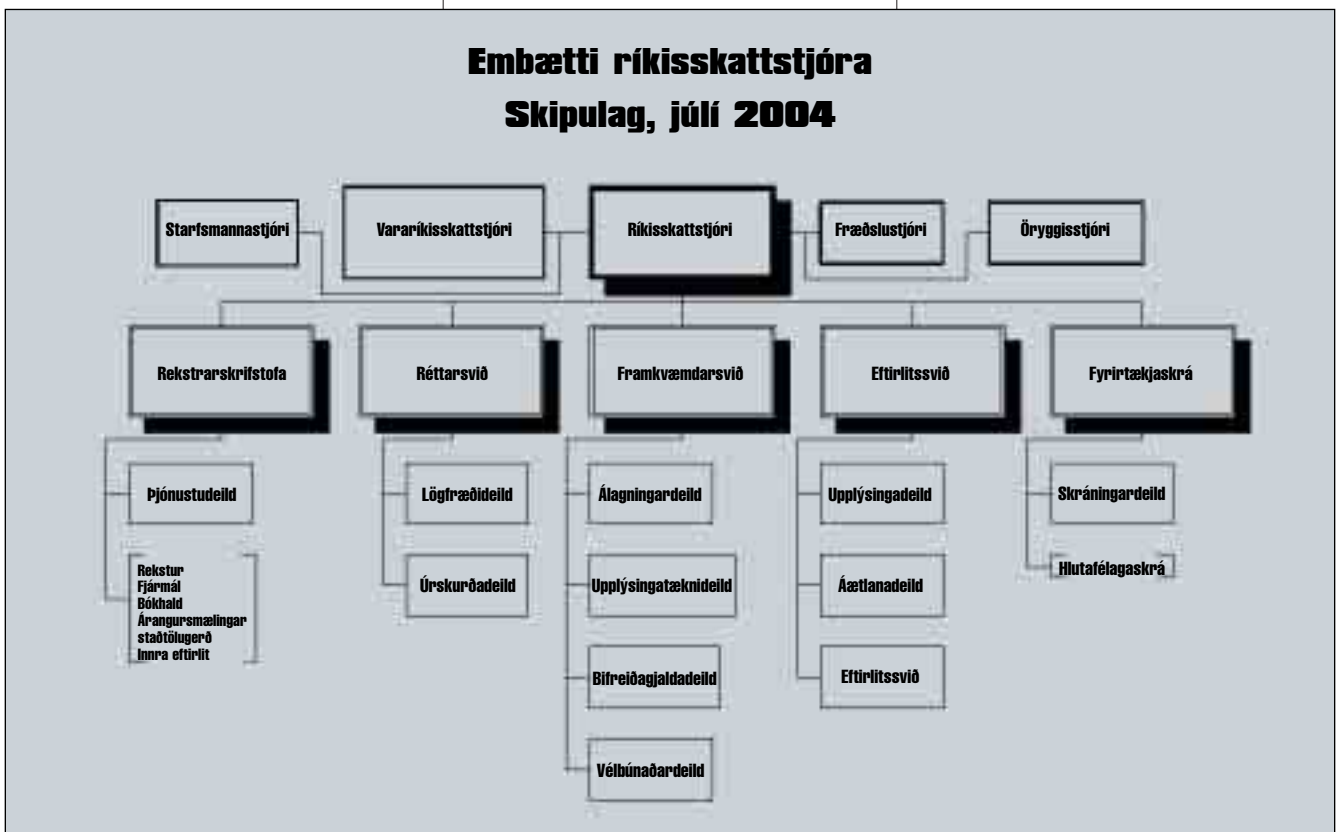 Embætti ríkisskattstjóra
Skipulag, júlí 2004
Starfsmannastjóri
Vararíkisskattstjóri
Ríkisskattstjóri
Fræðslustjóri
Öryggisstjóri
Rekstrarskrifstofa
Réttarsvið
Framkvæmdarsvið
Eftirlitssvið
Fyrirtækjaskrá
Þjónustudeild
Lögfræðideild
Álagningardeild
Upplýsingadeild
Skráningardeild
Rekstur
Fjármál
Bókhald
Árangursmælingar
staðtölugerð
Innra eftirlit
Úrskurðadeild
Upplýsingatæknideild
Áætlanadeild
Hlutafélagaskrá
Bifreiðagjaldadeild
Eftirlitssvið
Vélbúnaðardeild